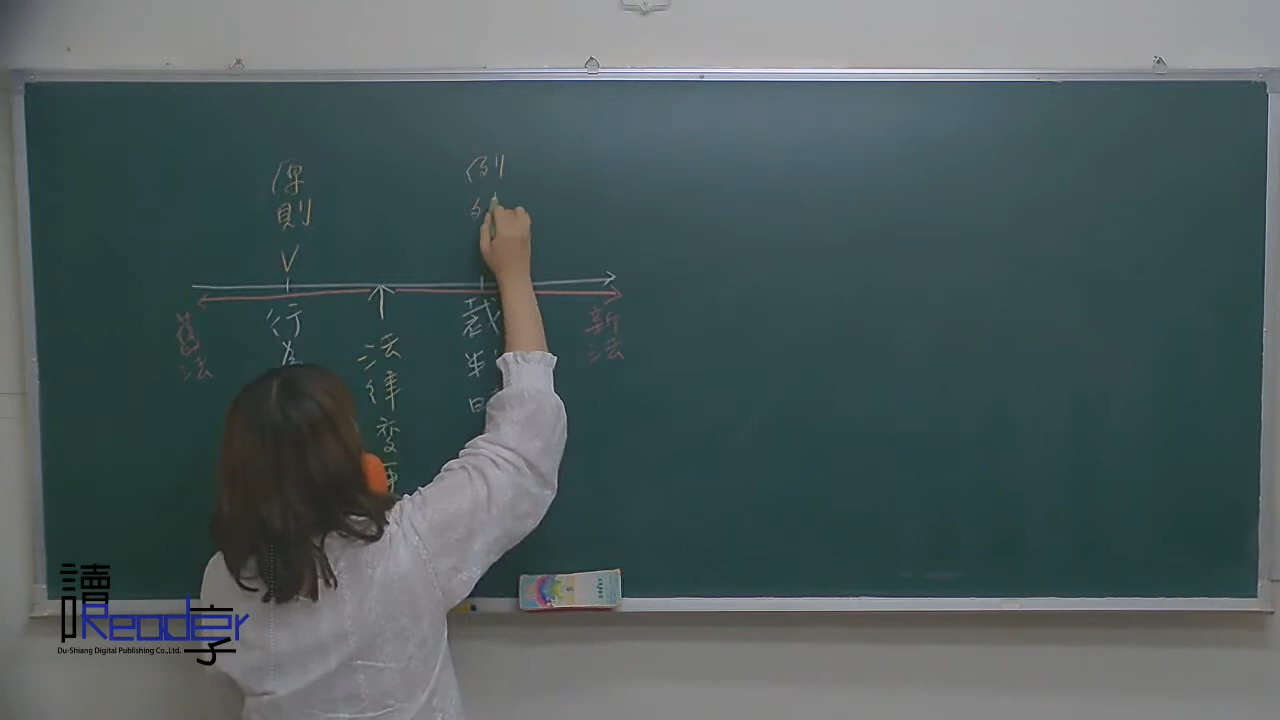 原則
V
例外
舊法
行為
法律變更
裁判時
新法
讀享
Reader
Du-Shiang Digital Publishing Co.,Ltd.